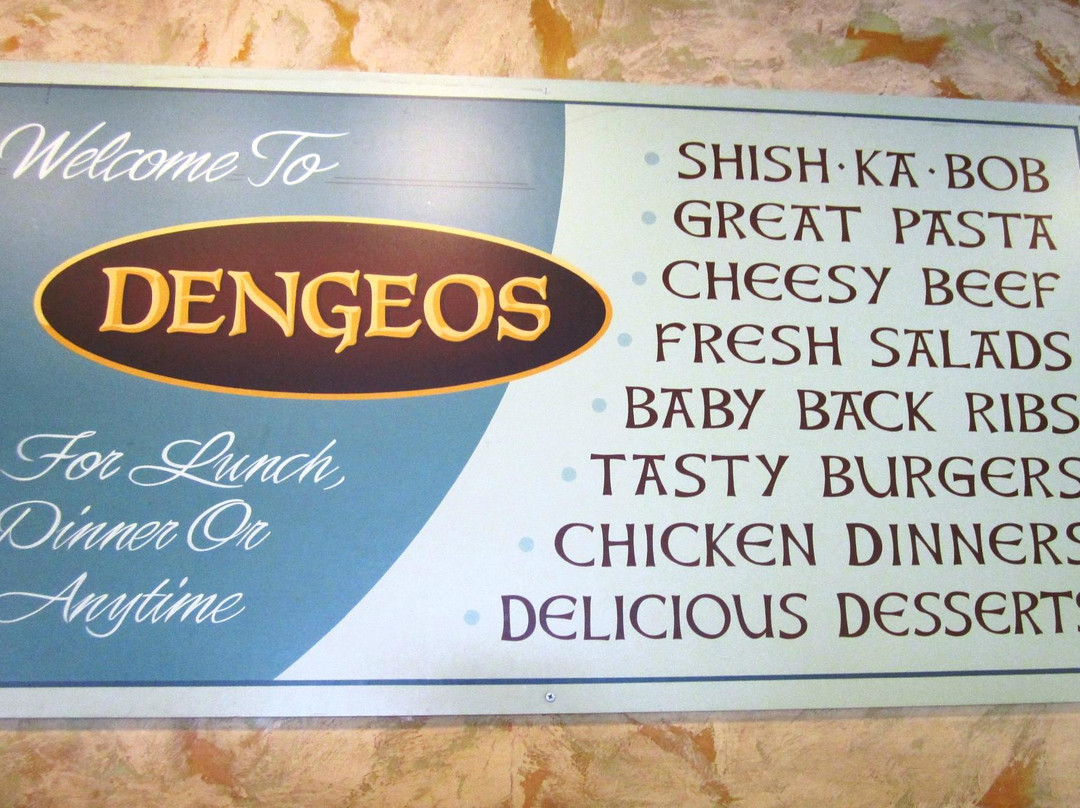 Welcome To
DENGEOS
For Lunch,
Dinner Or
Anytime
SHISH·KA·BOB
GREAT PASTA
CHEESY BEEF
FRESH SALADS
BABY BACK RIBS
TASTY BURGERS
CHICKEN DINNERS
DELICIOUS DESSERTS